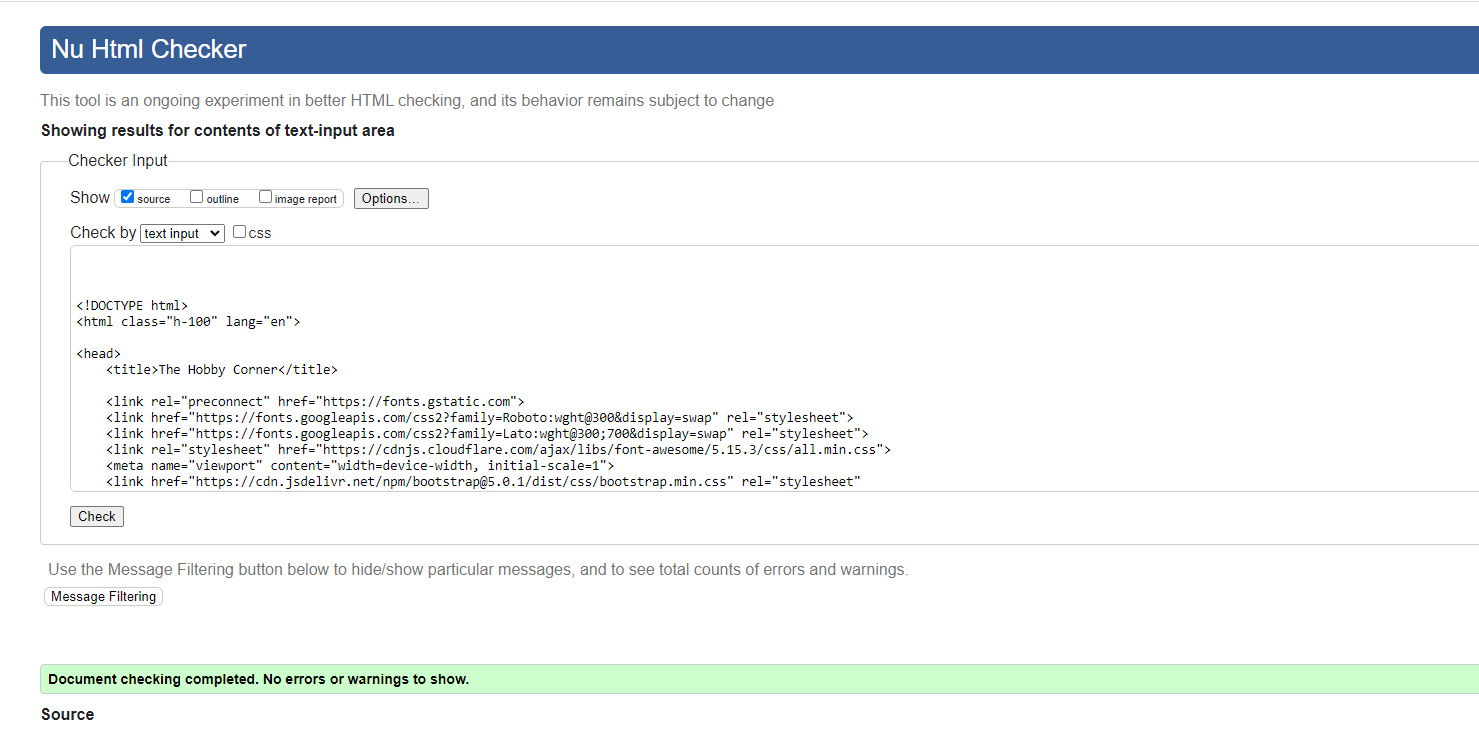 Nu Html Checker
This tool is an ongoing experiment in better HTML checking, and its behavior remains subject to change
Showing results for contents of text-input area
Checker Input
Show source outline image report Options...
Check by text input css
<!DOCTYPE html>
<html class="h-100" lang="en">
<head>
    <title>The Hobby Corner</title>
    <link rel="preconnect" href="https://fonts.gstatic.com">
    <link href="https://fonts.googleapis.com/css2?family=Roboto:wght@300&display=swap" rel="stylesheet">
    <link href="https://fonts.googleapis.com/css2?family=Lato:wght@300;700&display=swap" rel="stylesheet">
    <link rel="stylesheet" href="https://cdnjs.cloudflare.com/ajax/libs/font-awesome/5.15.3/css/all.min.css">
    <meta name="viewport" content="width=device-width, initial-scale=1">
    <link href="https://cdn.jsdelivr.net/npm/bootstrap@5.0.1/dist/css/bootstrap.min.css" rel="stylesheet"
Check
Use the Message Filtering button below to hide/show particular messages, and to see total counts of errors and warnings.
Message Filtering
Document checking completed. No errors or warnings to show.
Source